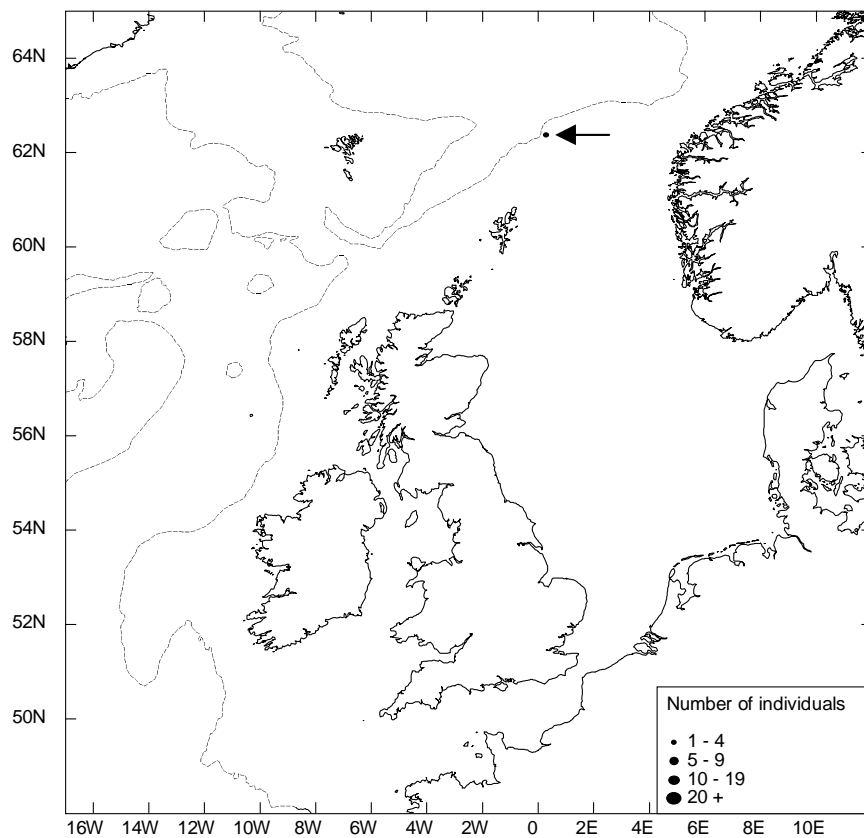 64N
62N
60N
58N
56N
54N
52N
50N
Number of individuals
1 - 4
5 - 9
10 - 19
20 +
16W 14W 12W 10W 8W 6W 4W 2W 0 2E 4E 6E 8E 10E